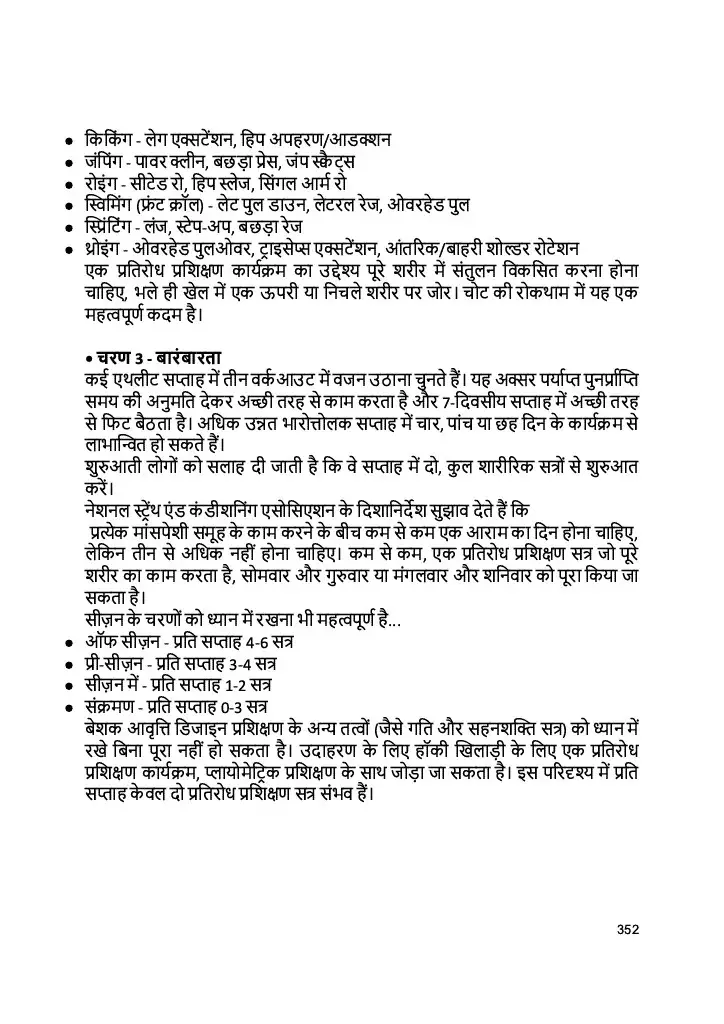 ● किकिंग - लेग एक्सटेंशन, हिप अपहरण/आडक्शन
● जंपिंग - पावर क्लीन, बछड़ा प्रेस, जंप स्कैट्स
● रोइंग - सीटेड रो, हिप स्लेज, सिंगल आर्म रो
● स्विमिंग (फ्रंट क्रॉल) - लेट पुल डाउन, लेटरल रेज, ओवरहेड पुल
● स्प्रिंटिंग - लंज, स्टेप-अप, बछड़ा रेज
● थ्रोइंग - ओवरहेड पुलओवर, ट्राइसेप्स एक्सटेंशन, आंतरिक/बाहरी शोल्डर रोटेशन
एक प्रतिरोध प्रशिक्षण कार्यक्रम का उद्देश्य पूरे शरीर में संतुलन विकसित करना होना
चाहिए, भले ही खेल में एक ऊपरी या निचले शरीर पर जोर। चोट की रोकथाम में यह एक
महत्वपूर्ण कदम है।
• चरण 3 - बारंबारता
कई एथलीट सप्ताह में तीन वर्कआउट में वजन उठाना चुनते हैं। यह अक्सर पर्याप्त पुनर्प्राप्ति
समय की अनुमति देकर अच्छी तरह से काम करता है और 7-दिवसीय सप्ताह में अच्छी तरह
से फिट बैठता है। अधिक उन्नत भारोत्तोलक सप्ताह में चार, पांच या छह दिन के कार्यक्रम से
लाभान्वित हो सकते हैं।
शुरुआती लोगों को सलाह दी जाती है कि वे सप्ताह में दो, कुल शारीरिक सत्रों से शुरुआत
करें।
नेशनल स्ट्रेंथ एंड कंडीशनिंग एसोसिएशन के दिशानिर्देश सुझाव देते हैं कि
प्रत्येक मांसपेशी समूह के काम करने के बीच कम से कम एक आराम का दिन होना चाहिए,
लेकिन तीन से अधिक नहीं होना चाहिए। कम से कम, एक प्रतिरोध प्रशिक्षण सत्र जो पूरे
शरीर का काम करता है, सोमवार और गुरुवार या मंगलवार और शनिवार को पूरा किया जा
सकता है।
सीज़न के चरणों को ध्यान में रखना भी महत्वपूर्ण है...
● ऑफ सीज़न - प्रति सप्ताह 4-6 सत्र
● प्री-सीज़न - प्रति सप्ताह 3-4 सत्र
● सीज़न में - प्रति सप्ताह 1-2 सत्र
● संक्रमण - प्रति सप्ताह 0-3 सत्र
बेशक आवृत्ति डिजाइन प्रशिक्षण के अन्य तत्वों (जैसे गति और सहनशक्ति सत्र) को ध्यान में
रखे बिना पूरा नहीं हो सकता है। उदाहरण के लिए हॉकी खिलाड़ी के लिए एक प्रतिरोध
प्रशिक्षण कार्यक्रम, प्लायोमेट्रिक प्रशिक्षण के साथ जोड़ा जा सकता है। इस परिदृश्य में प्रति
सप्ताह केवल दो प्रतिरोध प्रशिक्षण सत्र संभव हैं।
352